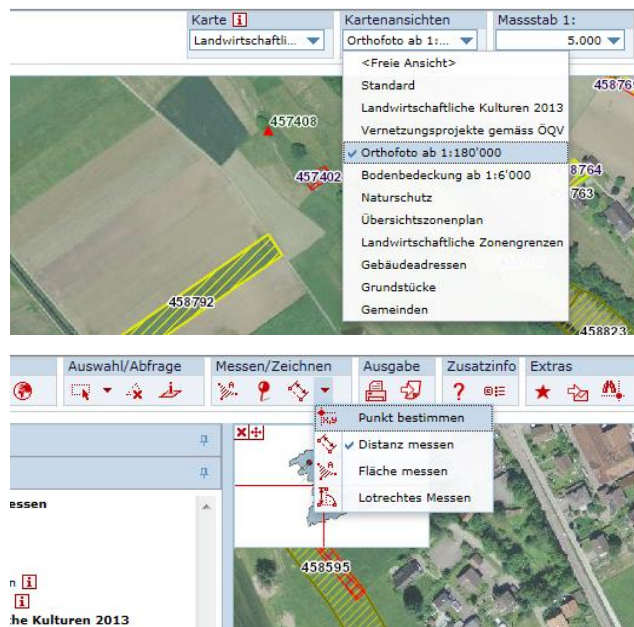 Karte
Kartenansichten
Massstab 1:
Landwirtschaftli...
Orthofoto ab 1:...
5.000
<Freie Ansicht>
Standard
Landwirtschaftliche Kulturen 2013
Vernetzungsprojekte gemäss ÖQV
Orthofoto ab 1:180'000
Bodenbedeckung ab 1:6'000
Naturschutz
Übersichtszonenplan
Landwirtschaftliche Zonengrenzen
Gebäudeadressen
Grundstücke
Gemeinden
457408
457402
458792
8764
763
458823
Auswahl/Abfrage
Messen/Zeichnen
Ausgabe
Zusatzinfo
Extras
Punkt bestimmen
Distanz messen
Fläche messen
Lotrechtes Messen
essen
n
he Kulturen 2013
458595